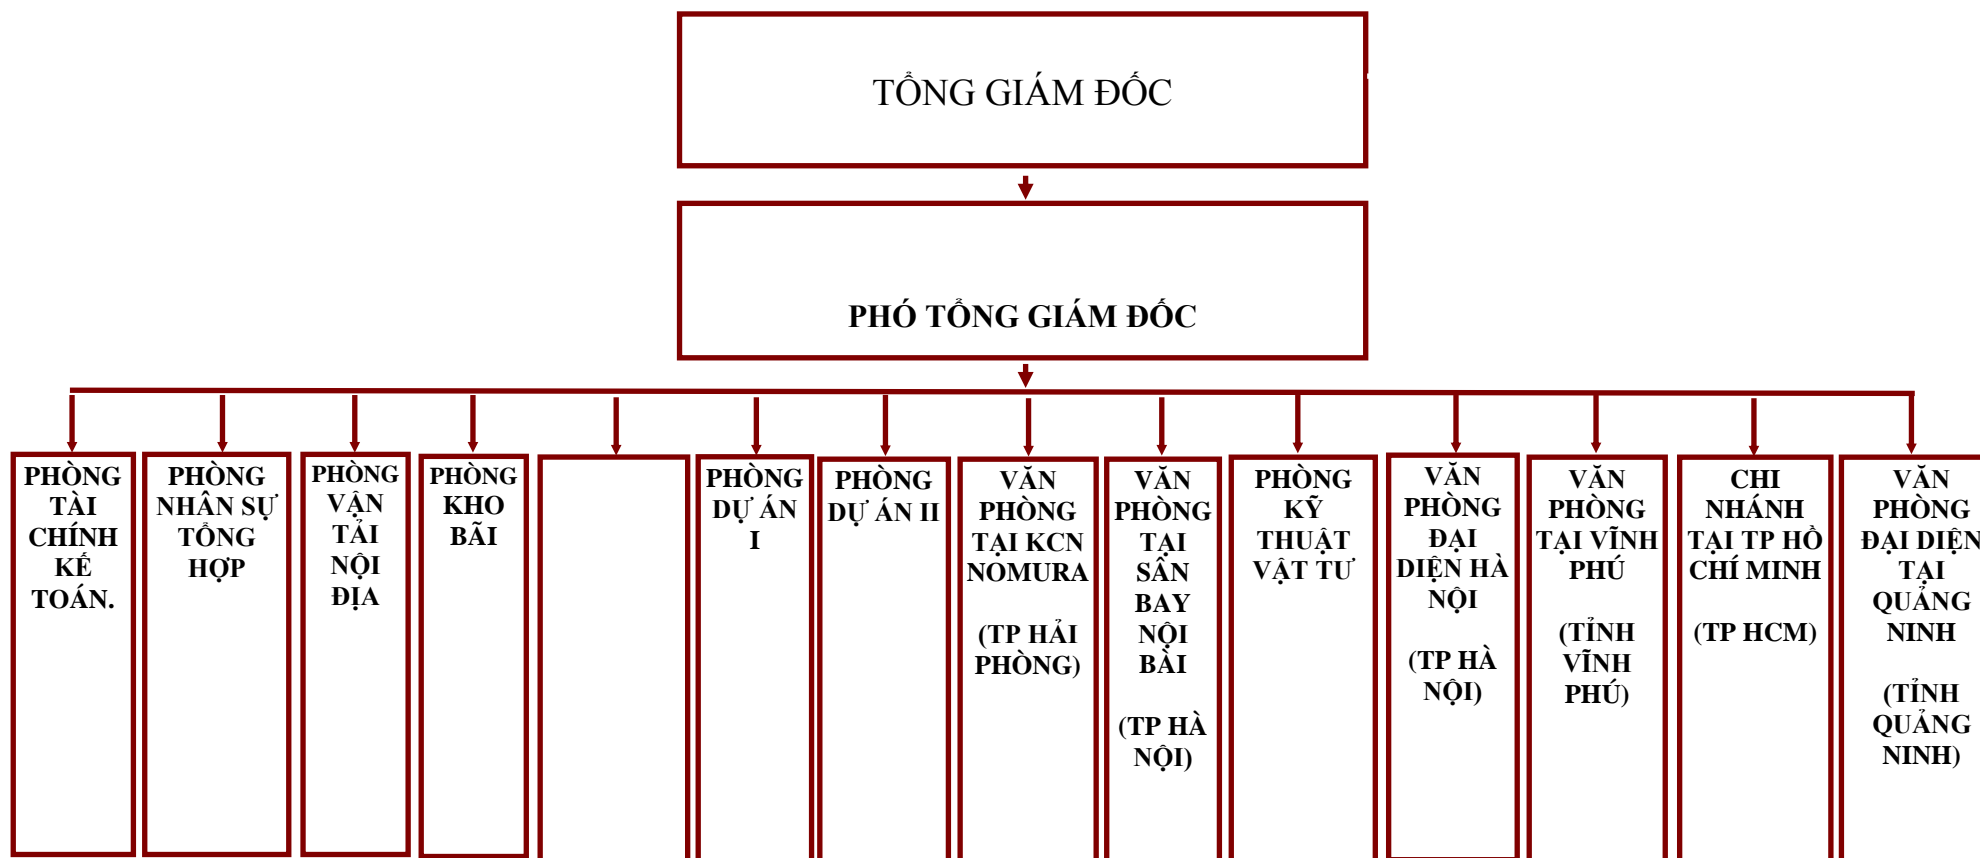 TỔNG GIÁM ĐỐC
PHÓ TỔNG GIÁM ĐỐC
PHÒNG
TÀI
CHÍNH
KẾ
TOÁN.
PHÒNG
NHÂN SỰ
TỔNG
HỢP
PHÒNG
VẬN
TẢI
NỘI
ĐỊA
PHÒNG
KHO
BÃI
PHÒNG
DỰ ÁN
I
PHÒNG
DỰ ÁN II
VĂN
PHÒNG
TẠI KCN
NOMURA
(TP HẢI
PHÒNG)
VĂN
PHÒNG
TẠI
SÂN
BAY
NỘI
BÀI
(TP HÀ
NỘI)
PHÒNG
KỸ
THUẬT
VẬT TƯ
VĂN
PHÒNG
ĐẠI
DIỆN HÀ
NỘI
(TP HÀ
NỘI)
VĂN
PHÒNG
TẠI VĨNH
PHÚ
(TỈNH
VĨNH
PHÚ)
CHI
NHÁNH
TẠI TP HỒ
CHÍ MINH
(TP HCM)
VĂN
PHÒNG
ĐẠI DIỆN
TẠI
QUẢNG
NINH
(TỈNH
QUẢNG
NINH)